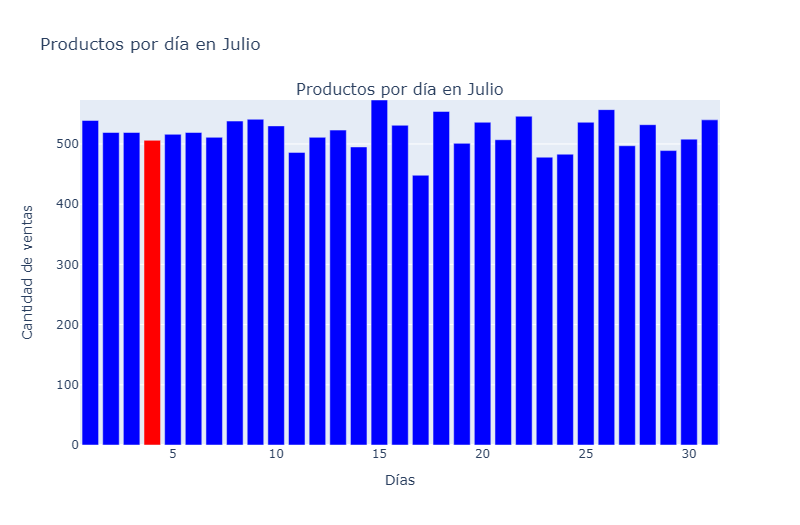 Productos por día en Julio
Productos por día en Julio
500
400
300
200
100
0
Cantidad de ventas
5 10 15 20 25 30
Días